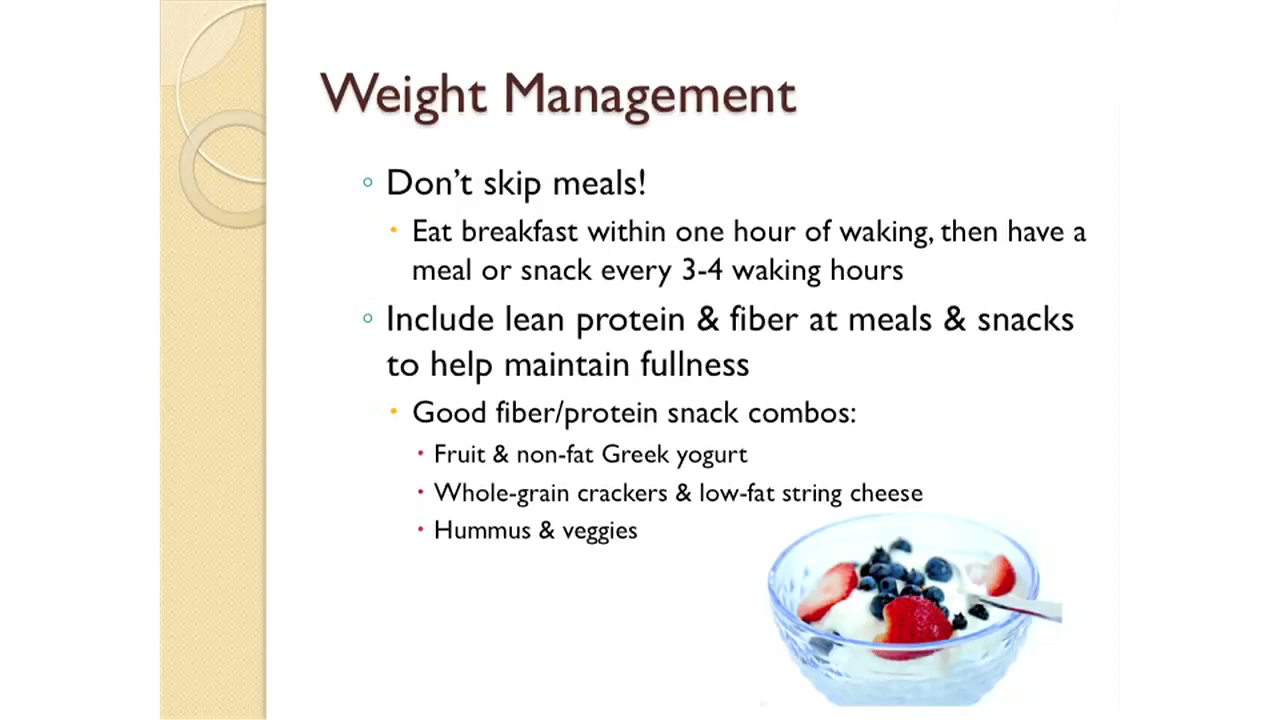 Weight Management
Don't skip meals!
Eat breakfast within one hour of waking, then have a
meal or snack every 3-4 waking hours
Include lean protein & fiber at meals & snacks
to help maintain fullness
Good fiber/protein snack combos:
Fruit & non-fat Greek yogurt
Whole-grain crackers & low-fat string cheese
Hummus & veggies